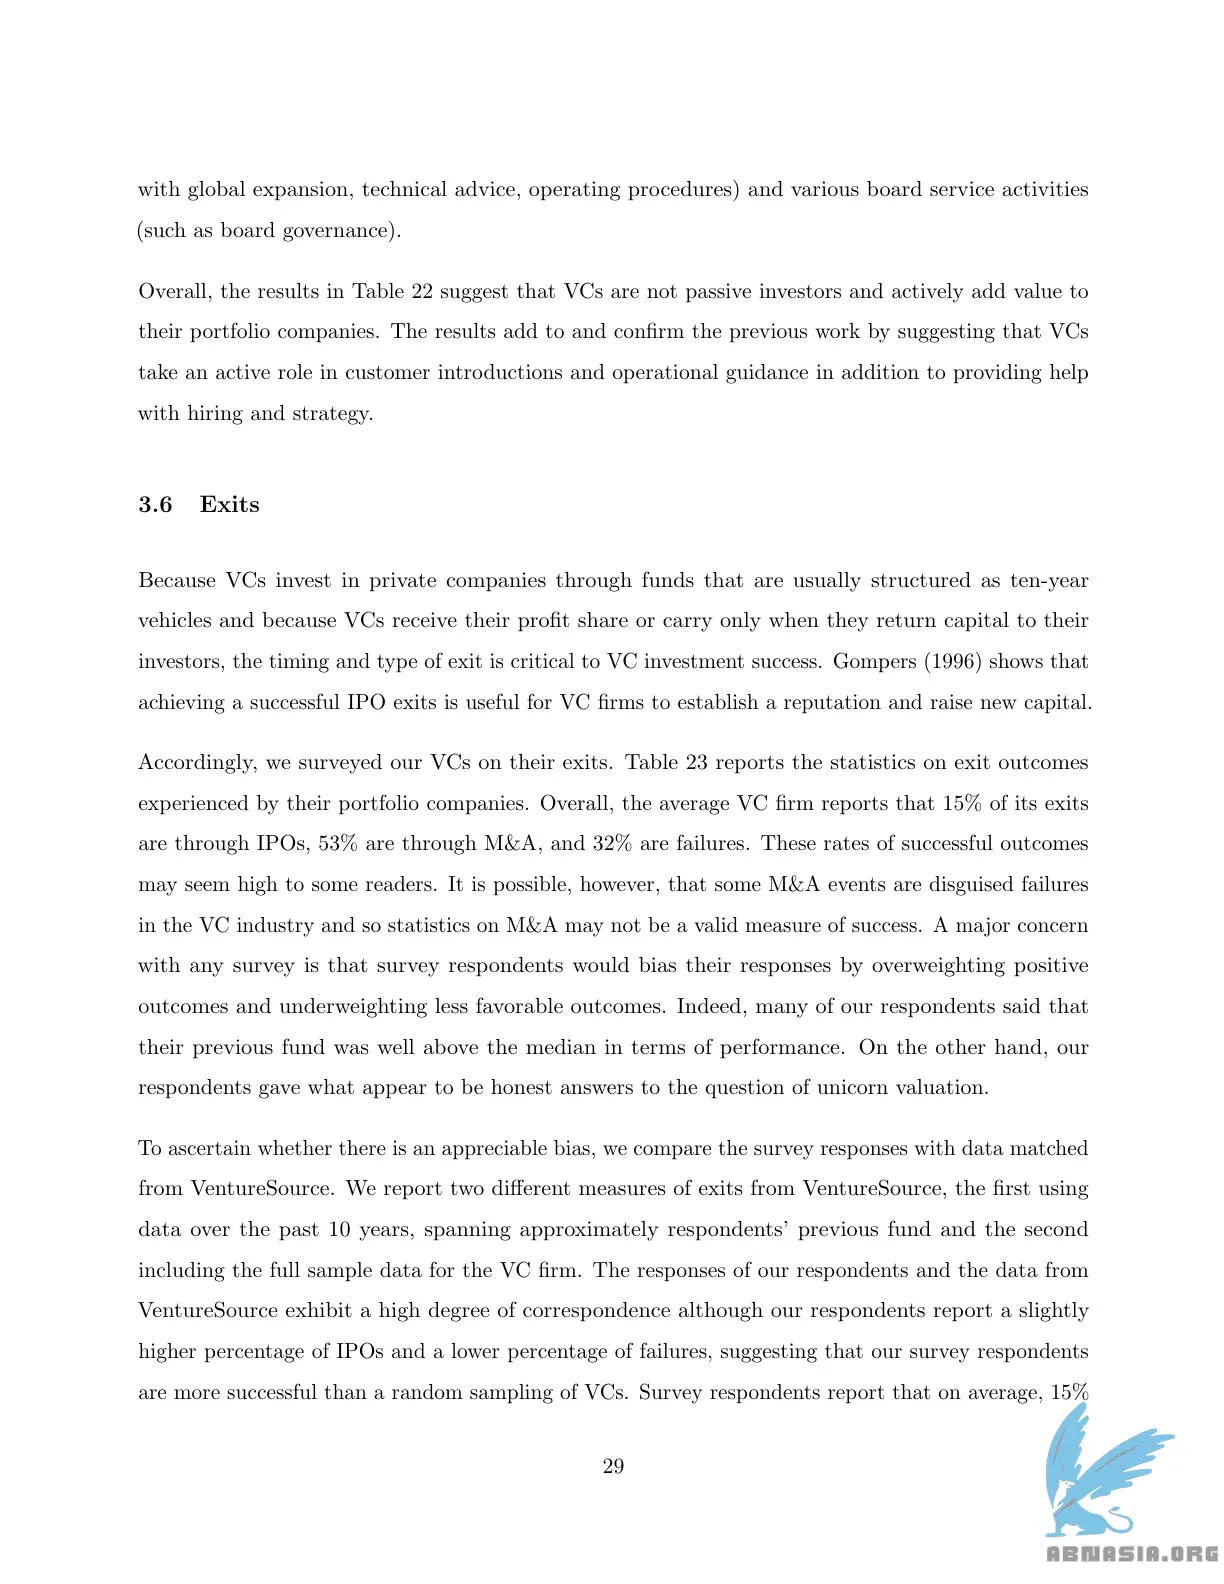 with global expansion, technical advice, operating procedures) and various board service activities
(such as board governance).
Overall, the results in Table 22 suggest that VCs are not passive investors and actively add value to
their portfolio companies. The results add to and confirm the previous work by suggesting that VCs
take an active role in customer introductions and operational guidance in addition to providing help
with hiring and strategy.
3.6 Exits
Because VCs invest in private companies through funds that are usually structured as ten-year
vehicles and because VCs receive their profit share or carry only when they return capital to their
investors, the timing and type of exit is critical to VC investment success. Gompers (1996) shows that
achieving a successful IPO exits is useful for VC firms to establish a reputation and raise new capital.
Accordingly, we surveyed our VCs on their exits. Table 23 reports the statistics on exit outcomes
experienced by their portfolio companies. Overall, the average VC firm reports that 15% of its exits
are through IPOs, 53% are through M&A, and 32% are failures. These rates of successful outcomes
may seem high to some readers. It is possible, however, that some M&A events are disguised failures
in the VC industry and so statistics on M&A may not be a valid measure of success. A major concern
with any survey is that survey respondents would bias their responses by overweighting positive
outcomes and underweighting less favorable outcomes. Indeed, many of our respondents said that
their previous fund was well above the median in terms of performance. On the other hand, our
respondents gave what appear to be honest answers to the question of unicorn valuation.
To ascertain whether there is an appreciable bias, we compare the survey responses with data matched
from VentureSource. We report two different measures of exits from VentureSource, the first using
data over the past 10 years, spanning approximately respondents' previous fund and the second
including the full sample data for the VC firm. The responses of our respondents and the data from
VentureSource exhibit a high degree of correspondence although our respondents report a slightly
higher percentage of IPOs and a lower percentage of failures, suggesting that our survey respondents
are more successful than a random sampling of VCs. Survey respondents report that on average, 15%
29
ABNASIA.ORG